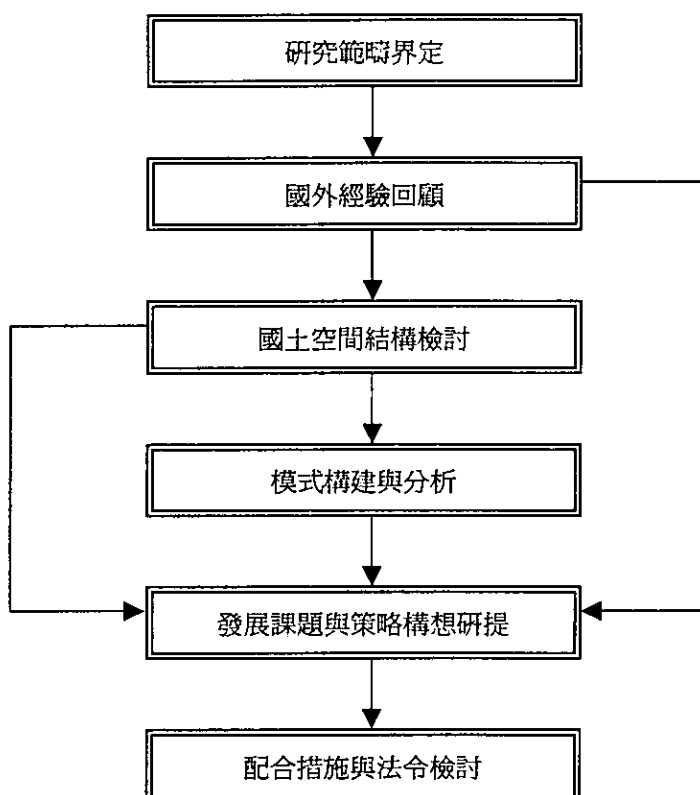 研究範疇界定
國外經驗回顧
國土空間結構檢討
模式構建與分析
發展課題與策略構想研提
配合措施與法令檢討